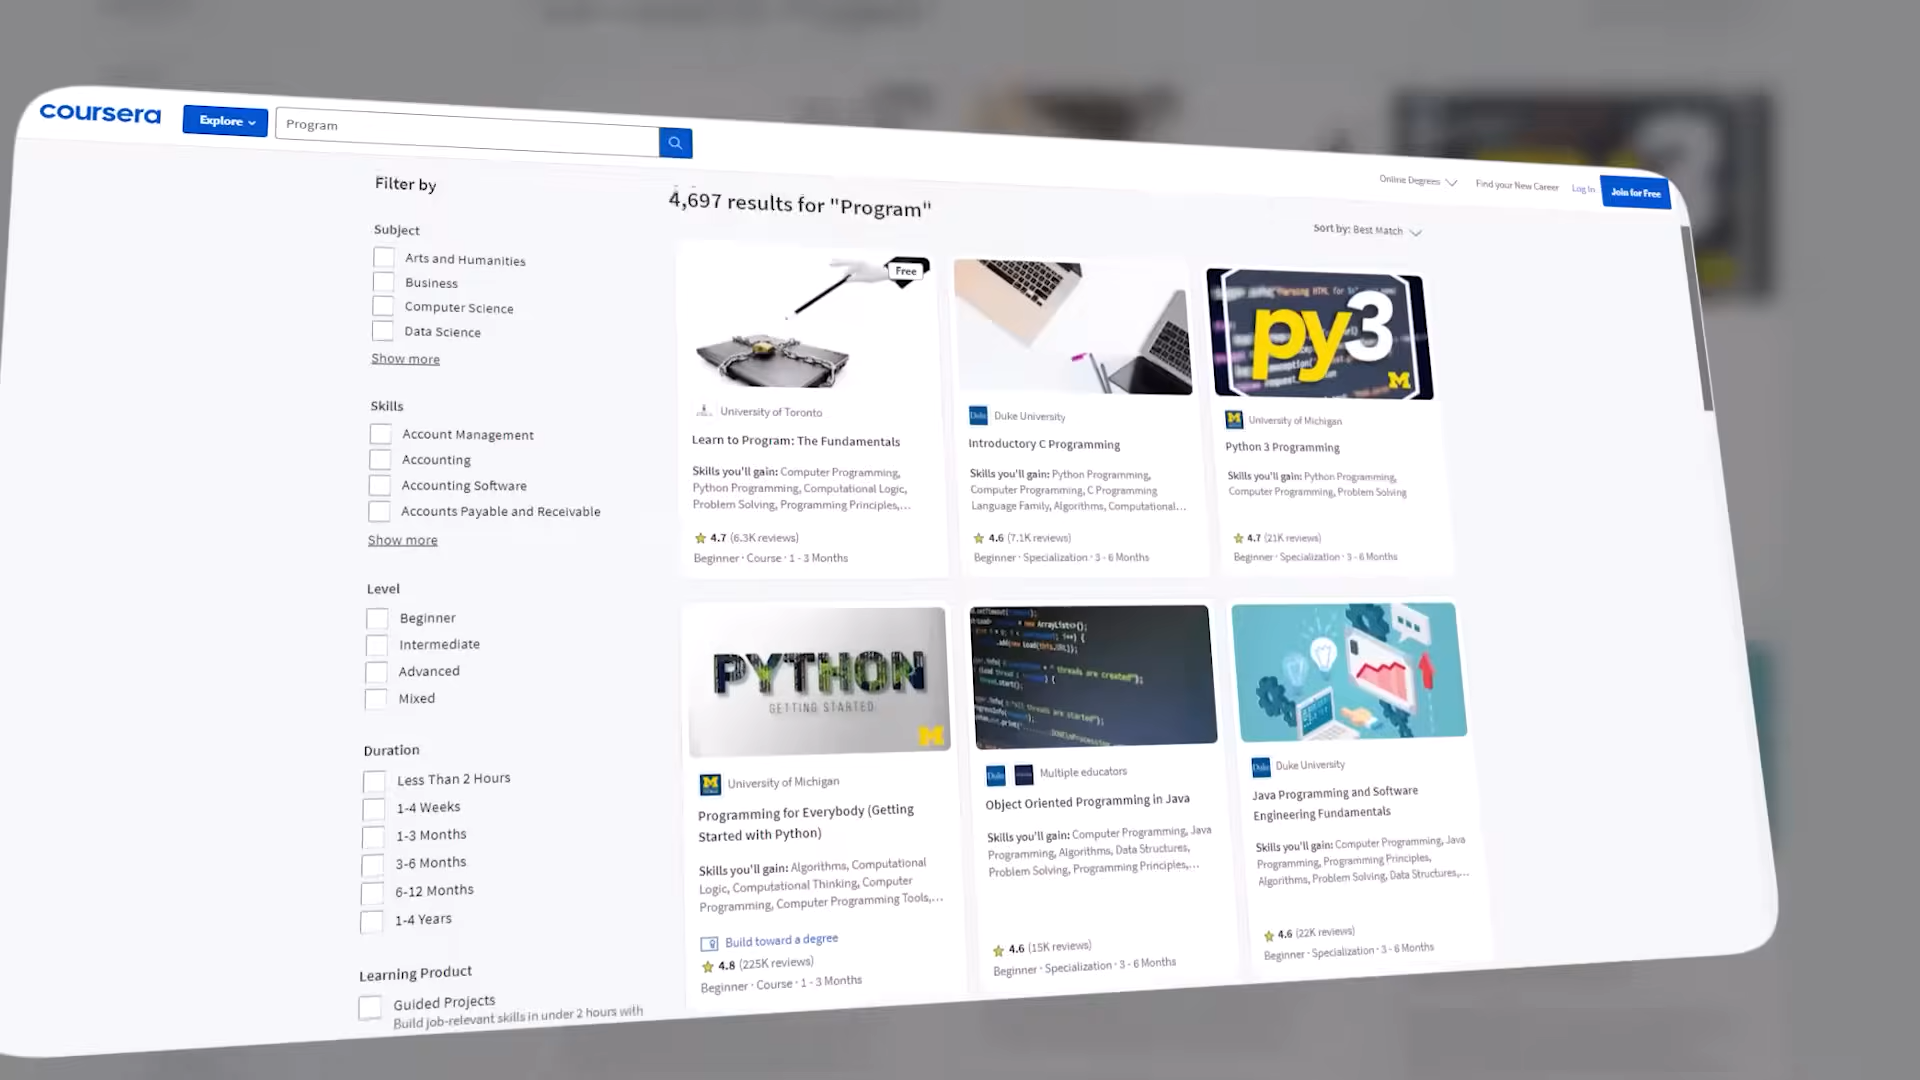 coursera
Explore
Program
Online Degrees
Find your New Career
Log In
Join for Free
Filter by
Subject
Arts and Humanities
Business
Computer Science
Data Science
Show more
Skills
Account Management
Accounting
Accounting Software
Accounts Payable and Receivable
Show more
Level
Beginner
Intermediate
Advanced
Mixed
Duration
Less Than 2 Hours
1-4 Weeks
1-3 Months
3-6 Months
6-12 Months
1-4 Years
Learning Product
Guided Projects
Build job-relevant skills in under 2 hours with
4,697 results for "Program"
Sort by: Best Match
Free
University of Toronto
Learn to Program: The Fundamentals
Skills you'll gain: Computer Programming,
Python Programming, Computational Logic,
Problem Solving, Programming Principles,...
4.7 (6.3K reviews)
Beginner · Course · 1 - 3 Months
Duke University
Introductory C Programming
Skills you'll gain: Python Programming,
Computer Programming, C Programming
Language Family, Algorithms, Computational...
4.6 (7.1K reviews)
Beginner · Specialization · 3 - 6 Months
py3
M
University of Michigan
Python 3 Programming
Skills you'll gain: Python Programming,
Computer Programming, Problem Solving
4.7 (21K reviews)
Beginner · Specialization · 3 - 6 Months
PYTHON
GETTING STARTED
M
University of Michigan
Programming for Everybody (Getting
Started with Python)
Skills you'll gain: Algorithms, Computational
Logic, Computational Thinking, Computer
Programming, Computer Programming Tools,...
Build toward a degree
4.8 (225K reviews)
Beginner · Course · 1 - 3 Months
threads are created");
Multiple educators
Object Oriented Programming in Java
Skills you'll gain: Computer Programming, Java
Programming, Algorithms, Data Structures,
Problem Solving, Programming Principles,...
4.6 (15K reviews)
Beginner · Specialization · 3 - 6 Months
Duke University
Java Programming and Software
Engineering Fundamentals
Skills you'll gain: Computer Programming, Java
Programming, Programming Principles,
Algorithms, Problem Solving, Data Structures,...
4.6 (22K reviews)
Beginner · Specialization · 3 - 6 Months